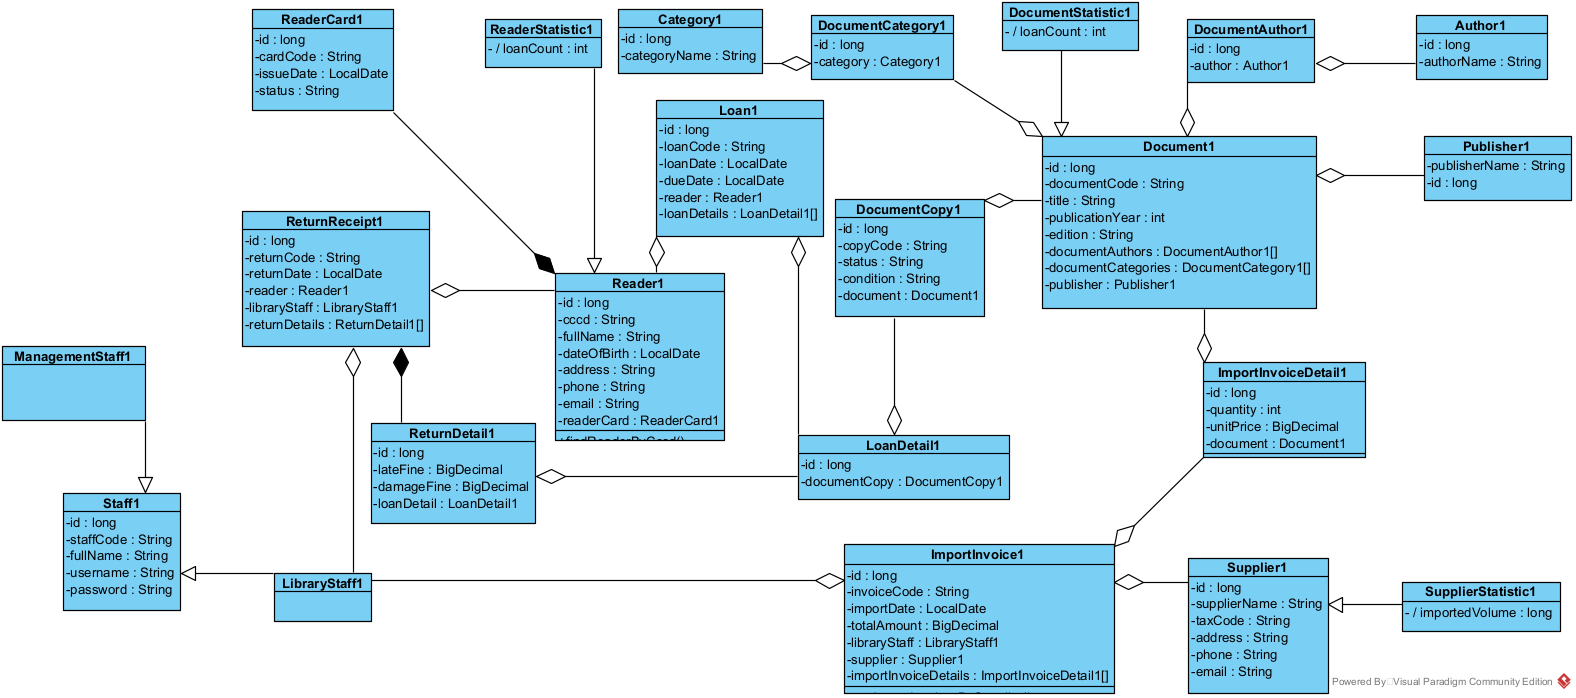 ReaderCard1
-id : long
-cardCode : String
-issueDate : LocalDate
-status : String
ReaderStatistic1
- / loanCount : int
Category1
-id : long
-categoryName : String
DocumentCategory1
-id : long
-category : Category1
DocumentStatistic1
- / loanCount : int
DocumentAuthor1
-id : long
-author : Author1
Author1
-id : long
-authorName : String
Loan1
-id : long
-loanCode : String
-loanDate : LocalDate
-dueDate : LocalDate
-reader : Reader1
-loanDetails : LoanDetail1[]
Document1
-id : long
-documentCode : String
-title : String
-publicationYear : int
-edition : String
-documentAuthors : DocumentAuthor1[]
-documentCategories : DocumentCategory1[]
-publisher : Publisher1
Publisher1
-publisherName : String
-id : long
DocumentCopy1
-id : long
-copyCode : String
-status : String
-condition : String
-document : Document1
ReturnReceipt1
-id : long
-returnCode : String
-returnDate : LocalDate
-reader : Reader1
-libraryStaff : LibraryStaff1
-returnDetails : ReturnDetail1[]
Reader1
-id : long
-cccd : String
-fullName : String
-dateOfBirth : LocalDate
-address : String
-phone : String
-email : String
-readerCard : ReaderCard1
ManagementStaff1
ImportInvoiceDetail1
-id : long
-quantity : int
-unitPrice : BigDecimal
-document : Document1
ReturnDetail1
-id : long
-lateFine : BigDecimal
-damageFine : BigDecimal
-loanDetail : LoanDetail1
LoanDetail1
-id : long
-documentCopy : DocumentCopy1
Staff1
-id : long
-staffCode : String
-fullName : String
-username : String
-password : String
LibraryStaff1
ImportInvoice1
-id : long
-invoiceCode : String
-importDate : LocalDate
-totalAmount : BigDecimal
-libraryStaff : LibraryStaff1
-supplier : Supplier1
-importInvoiceDetails : ImportInvoiceDetail1[]
Supplier1
-id : long
-supplierName : String
-taxCode : String
-address : String
-phone : String
-email : String
SupplierStatistic1
- / importedVolume : long
Powered By Visual Paradigm Community Edition